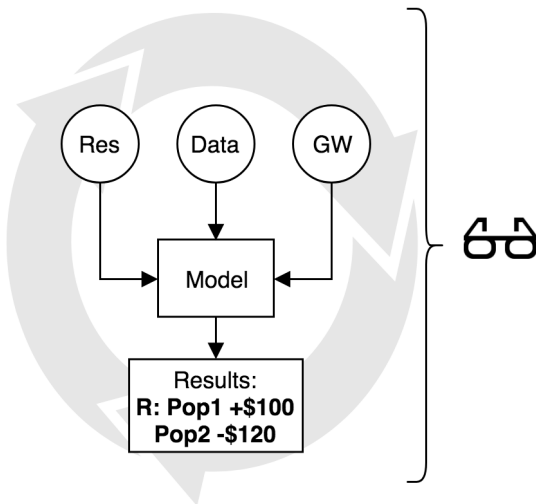 Res
Data
GW
Model
Results:
R: Pop1 +$100
Pop2 -$120